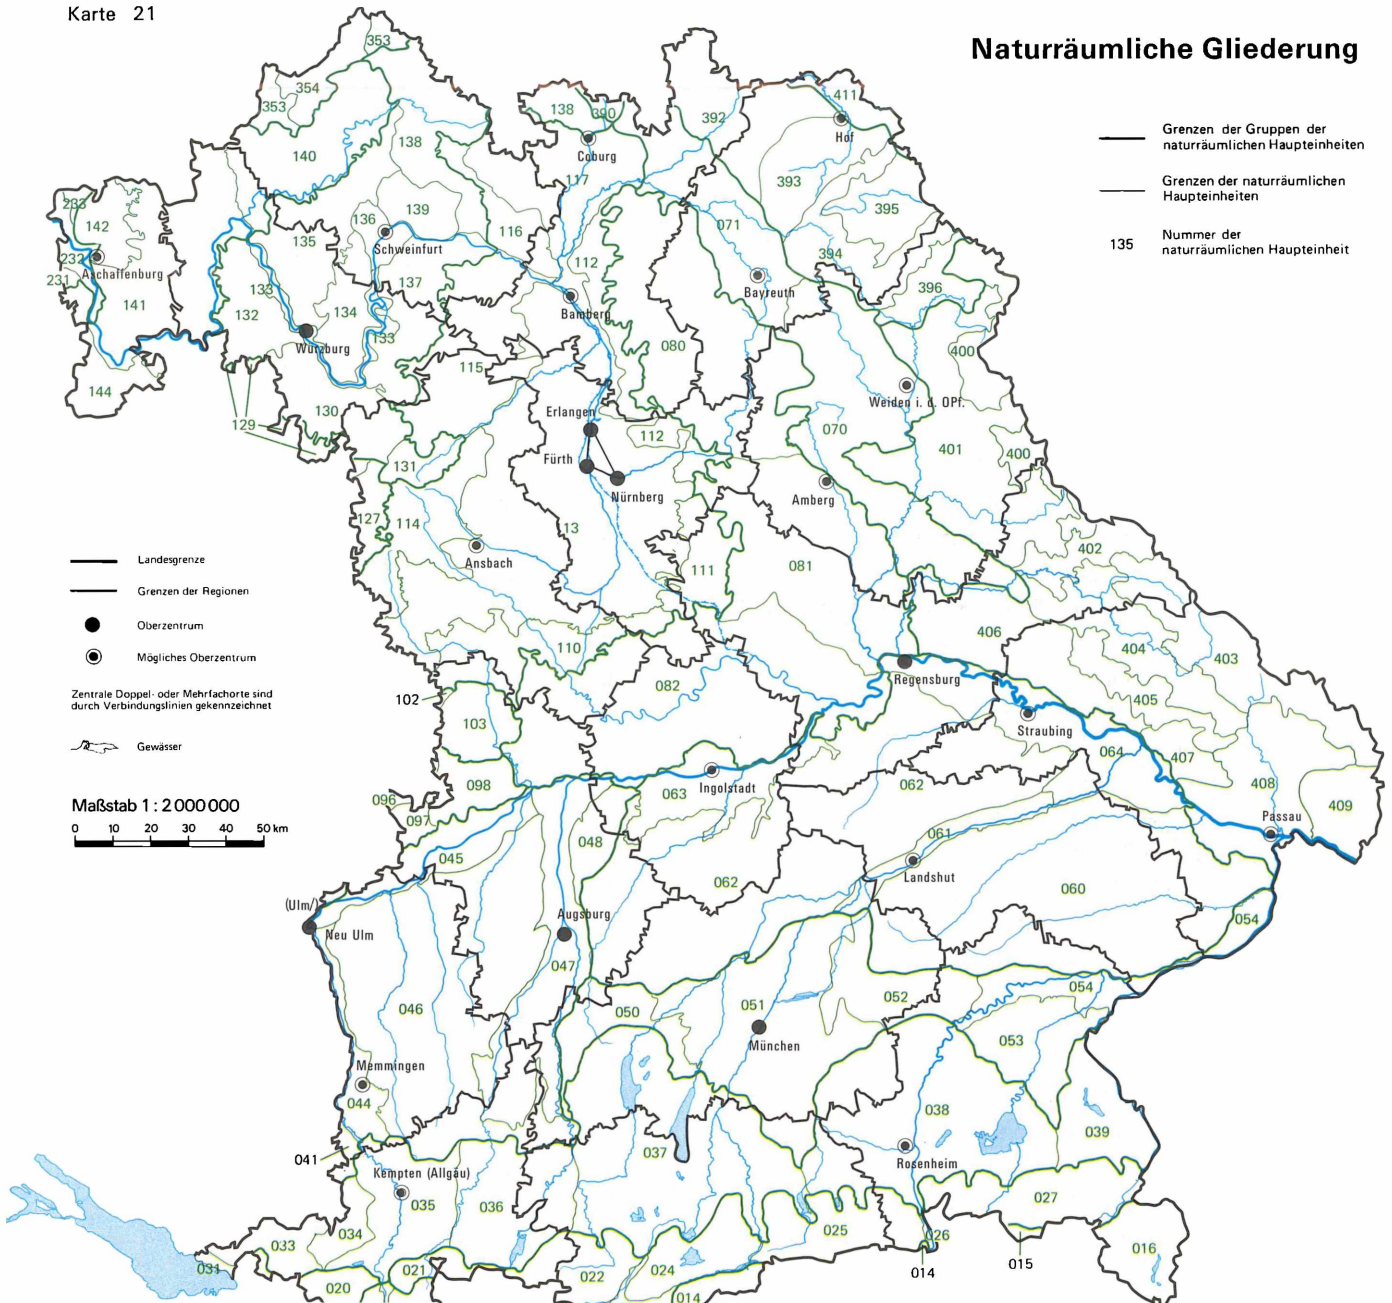 Karte 21
Naturräumliche Gliederung
Grenzen der Gruppen der
naturräumlichen Haupteinheiten
Grenzen der naturräumlichen
Haupteinheiten
135
Nummer der
naturräumlichen Haupteinheit
353
354
353
138
390
392
411
Hof
140
138
Coburg
117
393
395
233
142
136
139
071
135
Schweinfurt
116
394
232
Aschaffenburg
112
231
133
137
Bayreuth
396
141
132
134
Bamberg
133
Würzburg
080
400
115
144
Weiden i. d. OPf.
130
Erlangen
129
112
070
401
400
131
Fürth
Nürnberg
Amberg
127
114
13
402
Ansbach
111
081
Landesgrenze
Grenzen der Regionen
Oberzentrum
Mögliches Oberzentrum
Zentrale Doppel- oder Mehrfachorte sind
durch Verbindungslinien gekennzeichnet
Gewässer
Maßstab 1 : 2 000 000
0 10 20 30 40 50 km
406
404
403
110
082
Regensburg
102
405
103
Straubing
064
407
098
Ingolstadt
062
408
096
063
409
097
Passau
048
061
045
Landshut
062
060
(Ulm/)
Augsburg
054
Neu Ulm
047
054
046
050
051
052
München
053
Memmingen
044
038
039
041
037
Rosenheim
Kempten (Allgäu)
035
036
027
034
025
033
026
016
031
021
022
024
014
015
020
014